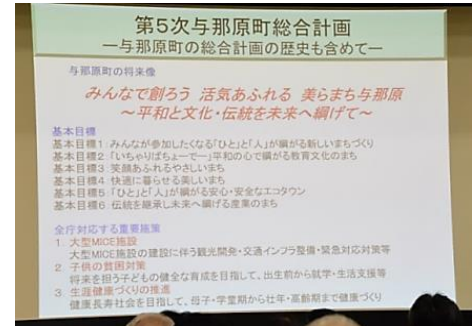 第5次与那原町総合計画
―与那原町の総合計画の歴史も含めて―
与那原町の将来像
みんなで創ろう 活気あふれる 美らまち与那原
～平和と文化・伝統を未来へ綱げて～
基本目標
基本目標1:みんなが参加したくなる「ひと」と「人」が綱がる新しいまちづくり
基本目標2:「いちゃりばちょーでー」平和の心で綱がる教育文化のまち
基本目標3:笑顔あふれるやさしいまち
基本目標4:快適に暮らせる美しいまち
基本目標5:「ひと」と「人」が綱がる安心・安全なエコタウン
基本目標6:伝統を継承し未来へ綱げる産業のまち
全庁対応する重要施策
1. 大型MICE施設
大型MICE施設の建設に伴う観光開発・交通インフラ整備・緊急対応対策等
2. 子供の貧困対策
将来を担う子どもの健全な育成を目指して、出生前から就学・生活支援等
3. 生涯健康づくりの推進
健康長寿社会を目指して、母子・学童期から壮年・高齢期まで健康づくり